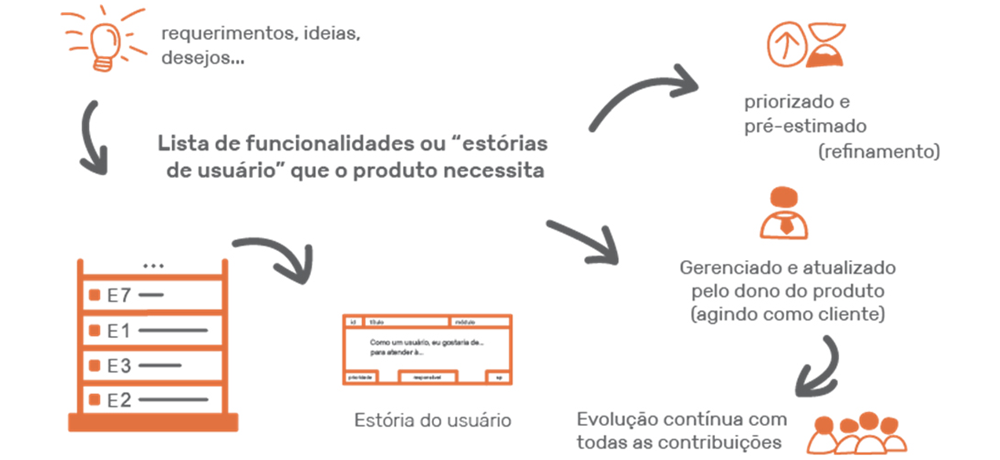 requerimentos, ideias,
desejos...
Lista de funcionalidades ou “estórias
de usuário” que o produto necessita
priorizado e
pré-estimado
(refinamento)
Gerenciado e atualizado
pelo dono do produto
(agindo como cliente)
Evolução contínua com
todas as contribuições
...
E7
E1
E3
E2
id título módulo
Como um usuário, eu gostaria de...
para atender à...
prioridade responsável sp
Estória do usuário